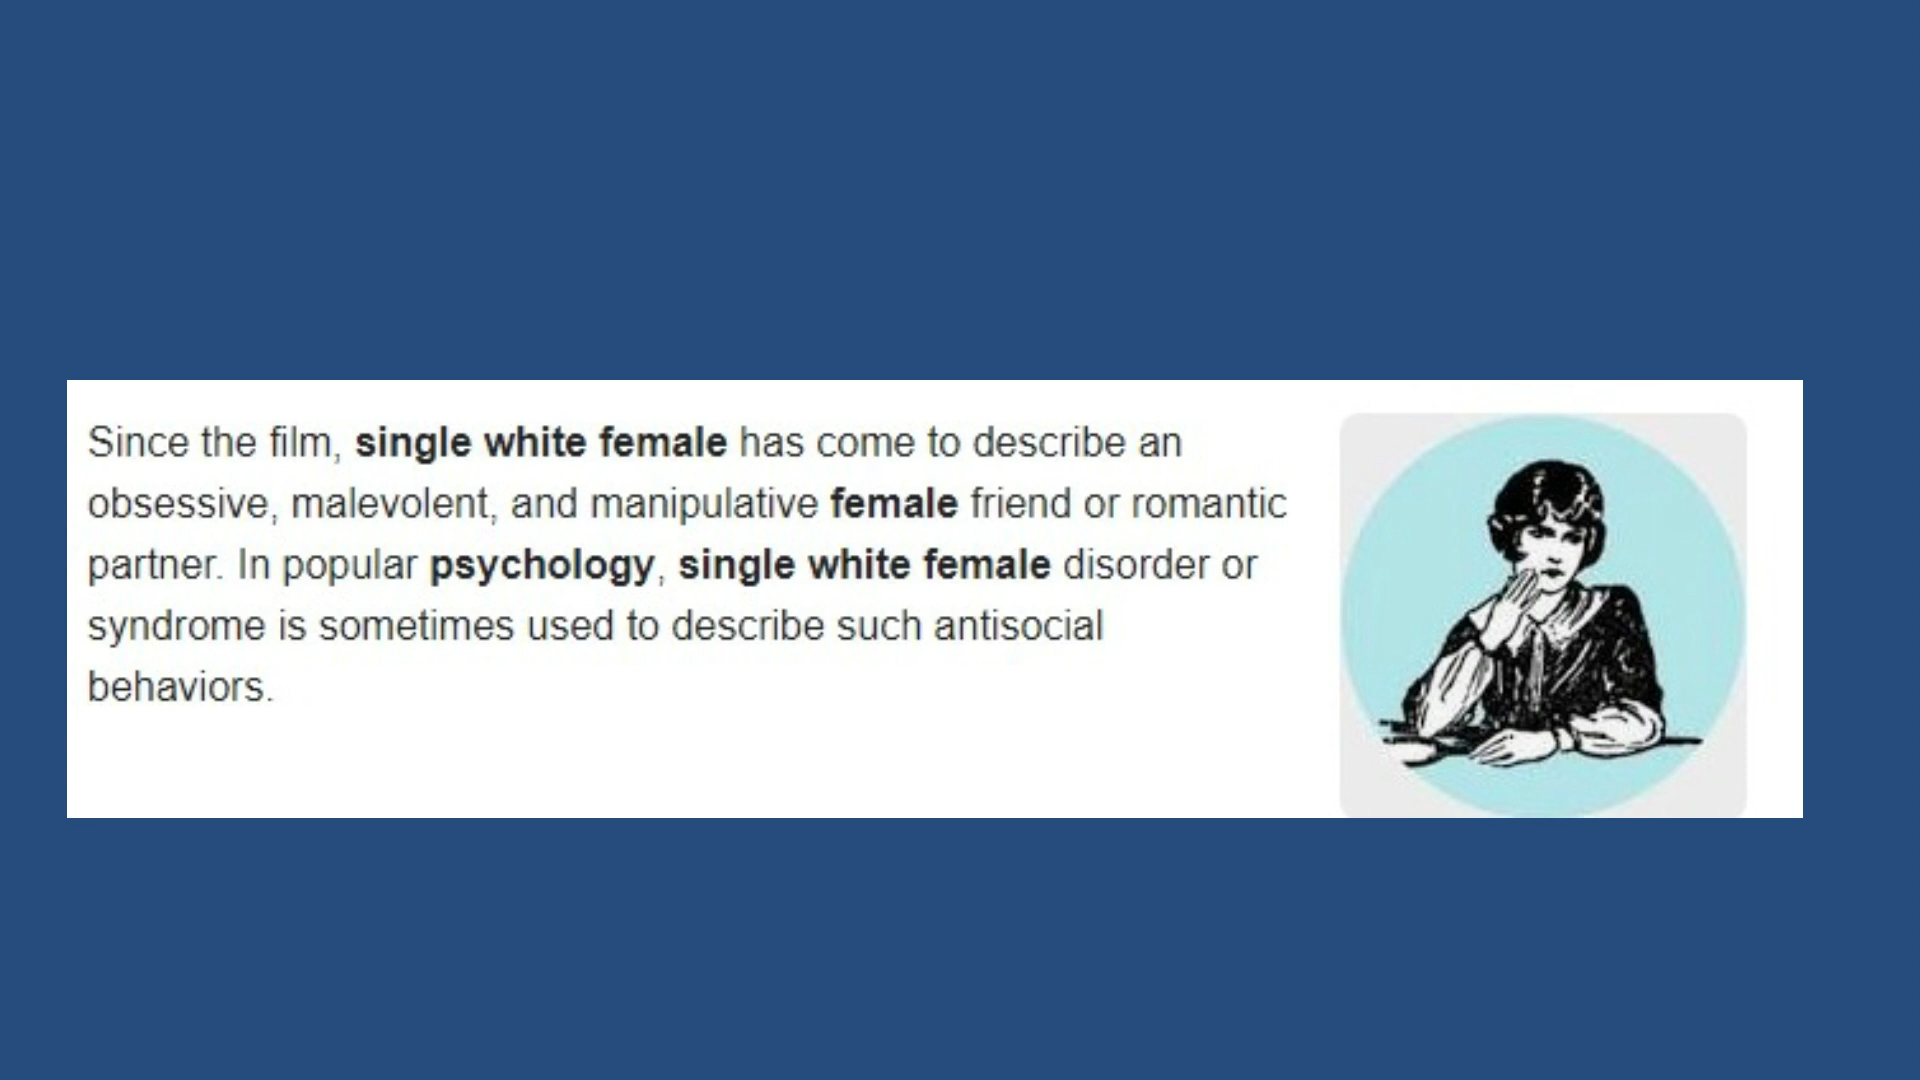 Since the film, single white female has come to describe an
obsessive, malevolent, and manipulative female friend or romantic
partner. In popular psychology, single white female disorder or
syndrome is sometimes used to describe such antisocial
behaviors.